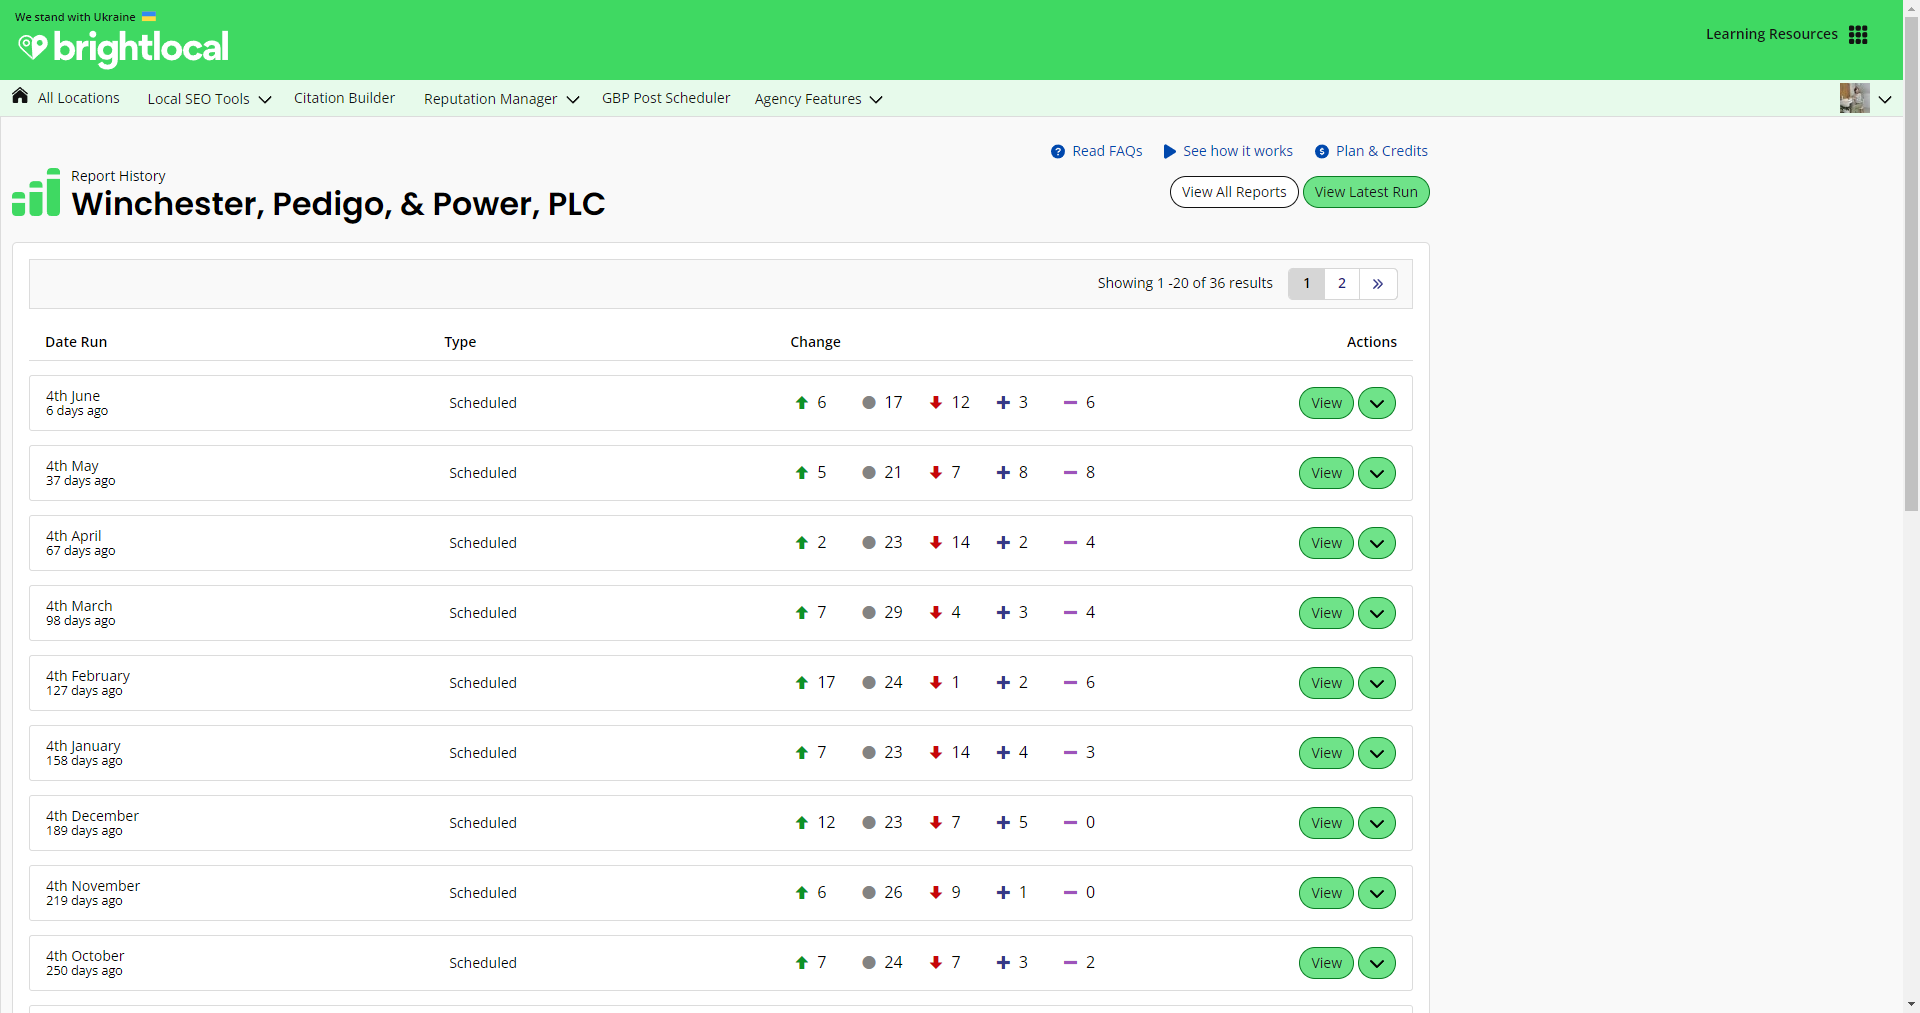 We stand with Ukraine
brightlocal
Learning Resources
All Locations Local SEO Tools Citation Builder Reputation Manager GBP Post Scheduler Agency Features
Read FAQs See how it works Plan & Credits
Report History
Winchester, Pedigo, & Power, PLC
View All Reports View Latest Run
Showing 1 -20 of 36 results 1 2 »
Date Run Type Change Actions
4th June
6 days ago
Scheduled 6 17 12 3 6 View
4th May
37 days ago
Scheduled 5 21 7 8 8 View
4th April
67 days ago
Scheduled 2 23 14 2 4 View
4th March
98 days ago
Scheduled 7 29 4 3 4 View
4th February
127 days ago
Scheduled 17 24 1 2 6 View
4th January
158 days ago
Scheduled 7 23 14 4 3 View
4th December
189 days ago
Scheduled 12 23 7 5 0 View
4th November
219 days ago
Scheduled 6 26 9 1 0 View
4th October
250 days ago
Scheduled 7 24 7 3 2 View